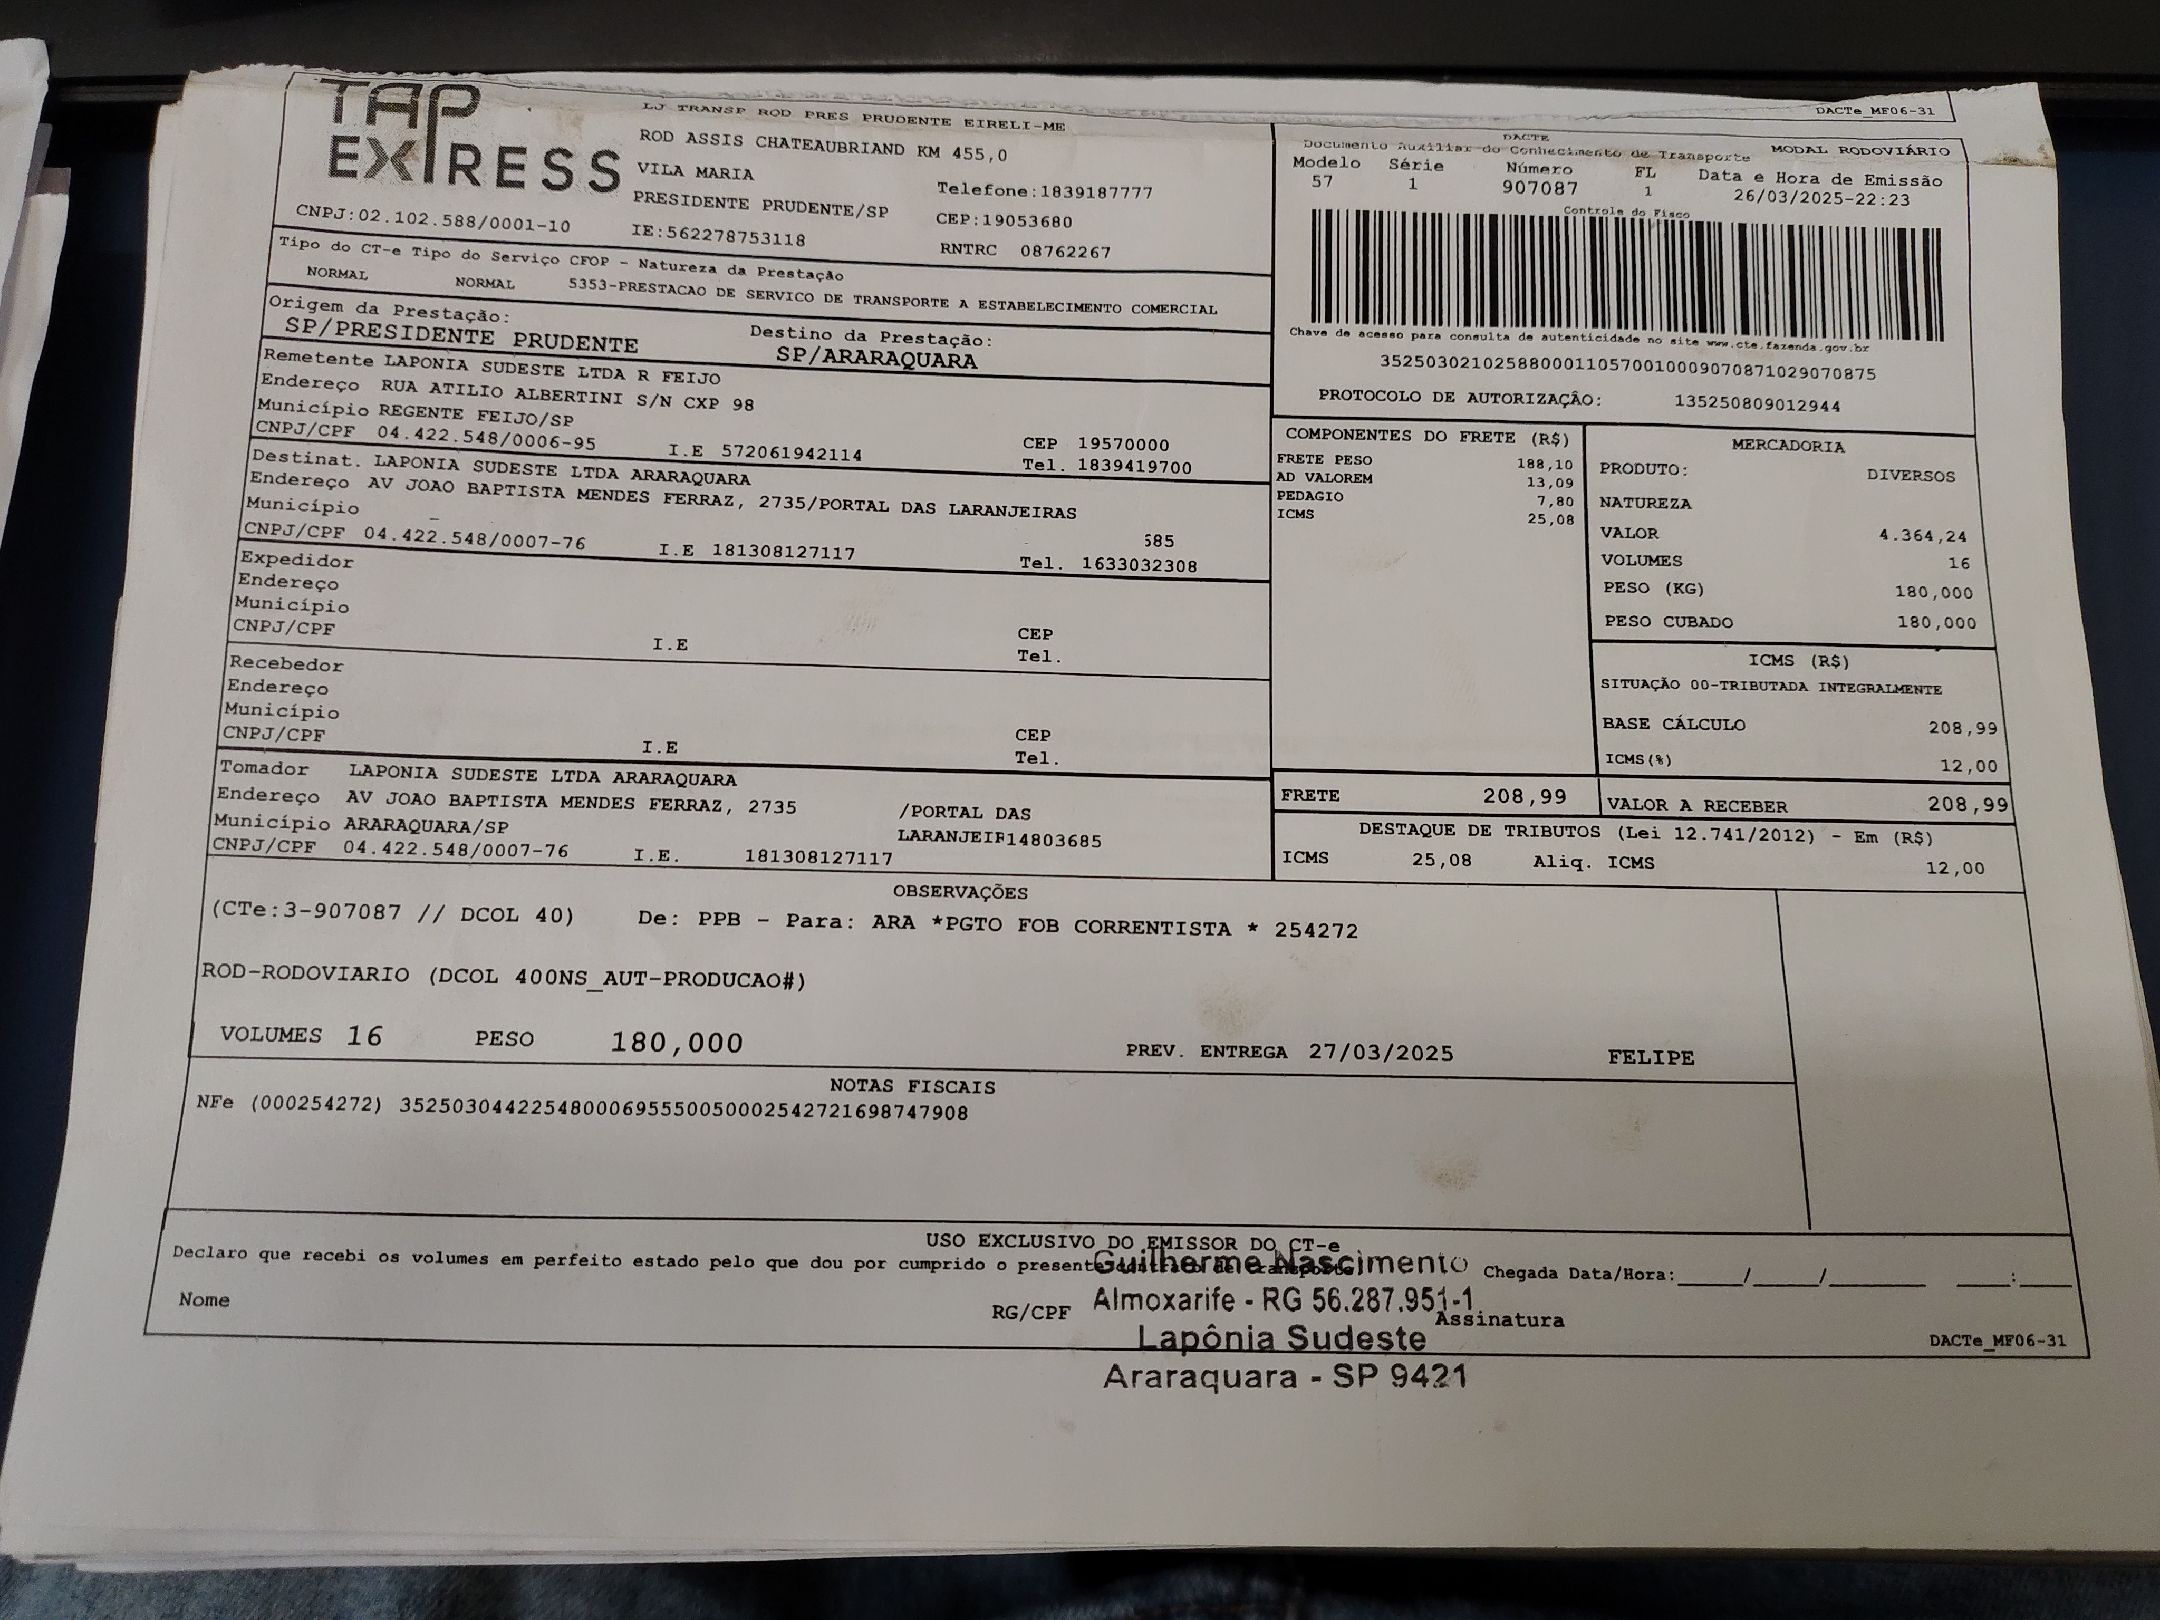 DACTe_MF06-31
TAP
EXPRESS
LJ TRANSP ROD PRES PRUDENTE EIRELI-ME
ROD ASSIS CHATEAUBRIAND KM 455,0
VILA MARIA
Telefone:1839187777
PRESIDENTE PRUDENTE/SP
CEP:19053680
CNPJ:02.102.588/0001-10
IE:562278753118
RNTRC 08762267
DACTE
Documento Auxiliar do Conhecimento de Transporte
MODAL RODOVIÁRIO
Modelo Série Número FL Data e Hora de Emissão
57 1 907087 1 26/03/2025-22:23
Controle do Fisco
Chave de acesso para consulta de autenticidade no site www.cte.fazenda.gov.br
35250302102588000110570010009070871029070875
PROTOCOLO DE AUTORIZAÇÃO: 135250809012944
Tipo do CT-e Tipo do Serviço CFOP - Natureza da Prestação
NORMAL NORMAL 5353-PRESTACAO DE SERVICO DE TRANSPORTE A ESTABELECIMENTO COMERCIAL
Origem da Prestação: Destino da Prestação:
SP/PRESIDENTE PRUDENTE SP/ARARAQUARA
Remetente LAPONIA SUDESTE LTDA R FEIJO
Endereço RUA ATILIO ALBERTINI S/N CXP 98
Município REGENTE FEIJO/SP CEP 19570000
CNPJ/CPF 04.422.548/0006-95 I.E 572061942114 Tel. 1839419700
Destinat. LAPONIA SUDESTE LTDA ARARAQUARA
Endereço AV JOAO BAPTISTA MENDES FERRAZ, 2735/PORTAL DAS LARANJEIRAS
Município 585
CNPJ/CPF 04.422.548/0007-76 I.E 181308127117 Tel. 1633032308
Expedidor
Endereço
Município CEP
CNPJ/CPF I.E Tel.
Recebedor
Endereço
Município CEP
CNPJ/CPF I.E Tel.
Tomador LAPONIA SUDESTE LTDA ARARAQUARA
Endereço AV JOAO BAPTISTA MENDES FERRAZ, 2735 /PORTAL DAS
Município ARARAQUARA/SP LARANJEIR14803685
CNPJ/CPF 04.422.548/0007-76 I.E. 181308127117
COMPONENTES DO FRETE (R$)
FRETE PESO 188,10
AD VALOREM 13,09
PEDAGIO 7,80
ICMS 25,08
MERCADORIA
PRODUTO: DIVERSOS
NATUREZA
VALOR 4.364,24
VOLUMES 16
PESO (KG) 180,000
PESO CUBADO 180,000
ICMS (R$)
SITUAÇÃO 00-TRIBUTADA INTEGRALMENTE
BASE CÁLCULO 208,99
ICMS(%) 12,00
FRETE 208,99 VALOR A RECEBER 208,99
DESTAQUE DE TRIBUTOS (Lei 12.741/2012) - Em (R$)
ICMS 25,08 Aliq. ICMS 12,00
OBSERVAÇÕES
(CTe:3-907087 // DCOL 40) De: PPB - Para: ARA *PGTO FOB CORRENTISTA * 254272
ROD-RODOVIARIO (DCOL 400NS_AUT-PRODUCAO#)
VOLUMES 16 PESO 180,000 PREV. ENTREGA 27/03/2025 FELIPE
NOTAS FISCAIS
NFe (000254272) 35250304422548000695550050002542721698747908
USO EXCLUSIVO DO EMISSOR DO CT-e
Declaro que recebi os volumes em perfeito estado pelo que dou por cumprido o presente contrato de transporte. Chegada Data/Hora:_____/_____/_______ ____:____
Nome RG/CPF Assinatura
Guilherme Nascimento
Almoxarife - RG 56.287.951-1
Lapônia Sudeste
Araraquara - SP 9421
DACTe_MF06-31